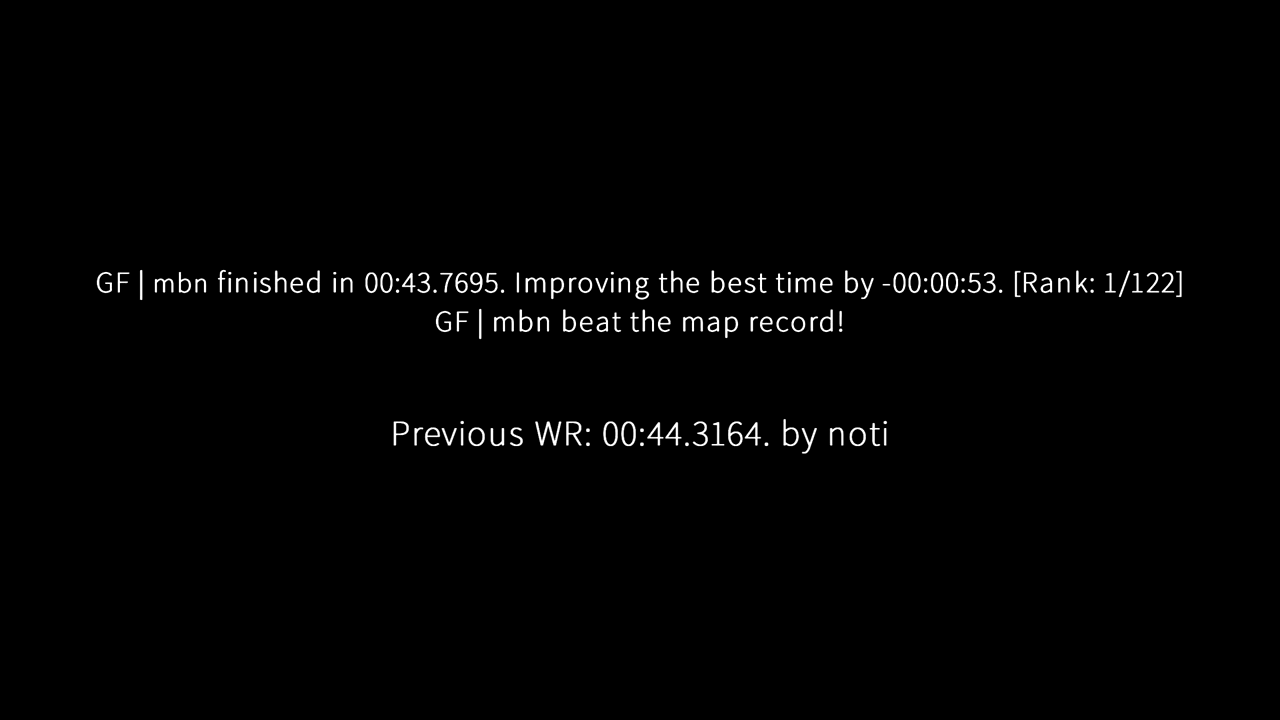 GF | mbn finished in 00:43.7695. Improving the best time by -00:00:53. [Rank: 1/122]
GF | mbn beat the map record!
Previous WR: 00:44.3164. by noti